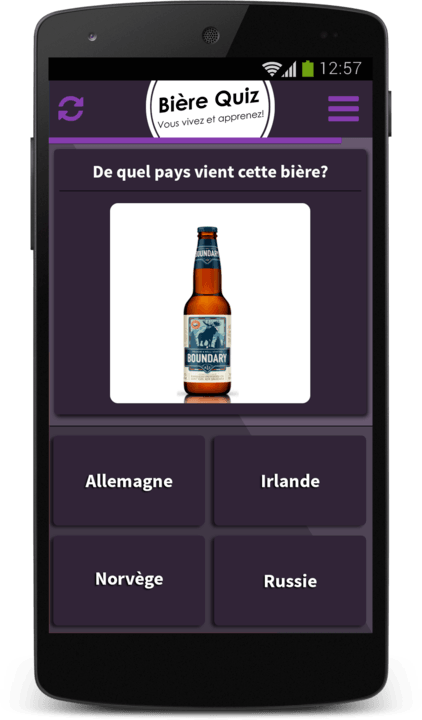 12:57
Bière Quiz
Vous vivez et apprenez!
De quel pays vient cette bière?
BOUNDARY
BOUNDARY
Allemagne
Irlande
Norvège
Russie